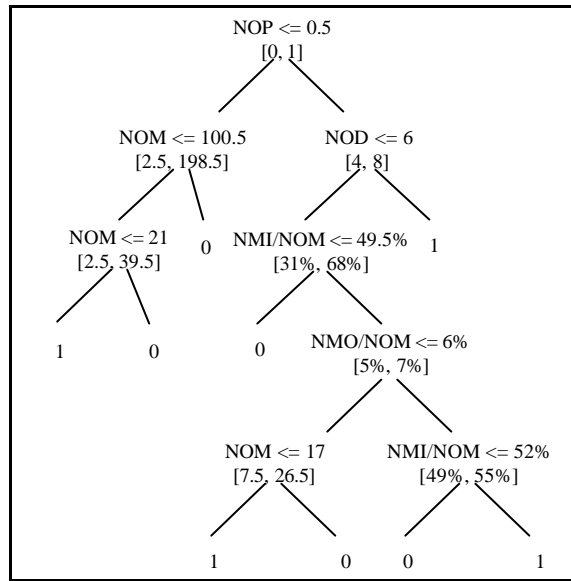 NOP <= 0.5
[0, 1]
NOM <= 100.5
[2.5, 198.5]
NOD <= 6
[4, 8]
NOM <= 21
[2.5, 39.5]
0
NMI/NOM <= 49.5%
[31%, 68%]
1
1
0
0
NMO/NOM <= 6%
[5%, 7%]
NOM <= 17
[7.5, 26.5]
NMI/NOM <= 52%
[49%, 55%]
1
0
0
1